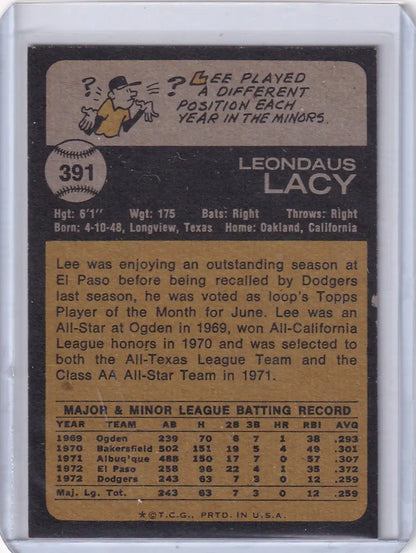 ? ? LEE PLAYED
A DIFFERENT
POSITION EACH
YEAR IN THE MINORS.
391
LEONDAUS
LACY
Hgt: 6'1" Wgt: 175 Bats: Right Throws: Right
Born: 4-10-48, Longview, Texas Home: Oakland, California
Lee was enjoying an outstanding season at
El Paso before being recalled by Dodgers
last season, he was voted as loop's Topps
Player of the Month for June. Lee was an
All-Star at Ogden in 1969, won All-California
League honors in 1970 and was selected to
both the All-Texas League Team and the
Class AA All-Star Team in 1971.
MAJOR & MINOR LEAGUE BATTING RECORD
YEAR TEAM AB H 2B 3B HR RBI AVG
1969 Ogden 239 70 6 7 1 38 .293
1970 Bakersfield 502 151 19 5 4 49 .301
1971 Albuq'que 488 150 17 0 0 57 .307
1972 El Paso 258 96 22 4 5 35 .372
1972 Dodgers 243 63 7 3 0 12 .259
Maj. Lg. Tot. 243 63 7 3 0 12 .259
*©T.C.G., PRTD. IN U.S.A.